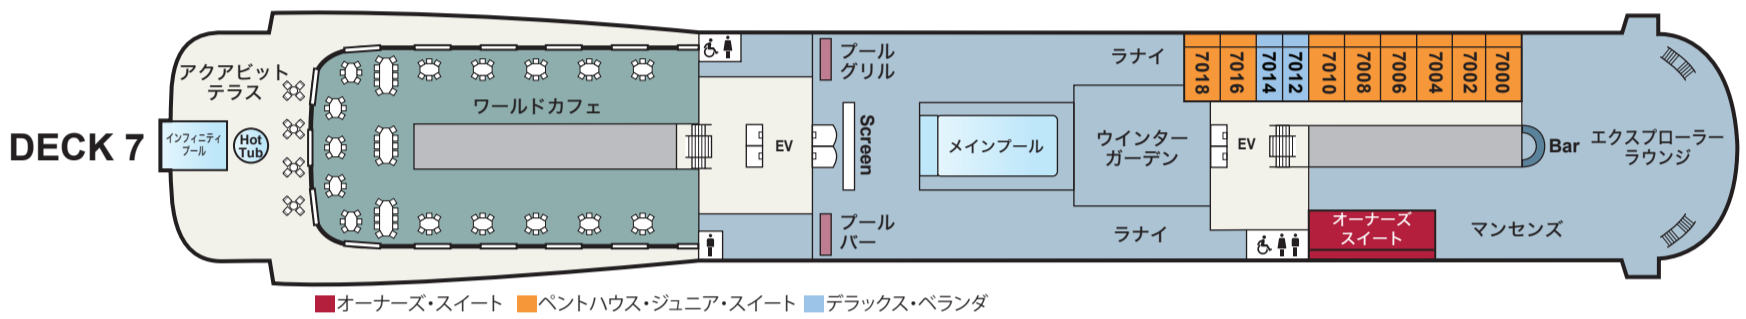 DECK 7
アクアビット
テラス
インフィニティ
プール
Hot
Tub
ワールドカフェ
EV
プール
グリル
Screen
プール
バー
メインプール
ラナイ
ラナイ
ウインター
ガーデン
7018
7016
7014
7012
7010
7008
7006
7004
7002
7000
EV
Bar
エクスプローラー
ラウンジ
オーナーズ
スイート
マンセンズ
オーナーズ・スイート
ペントハウス・ジュニア・スイート
デラックス・ベランダ